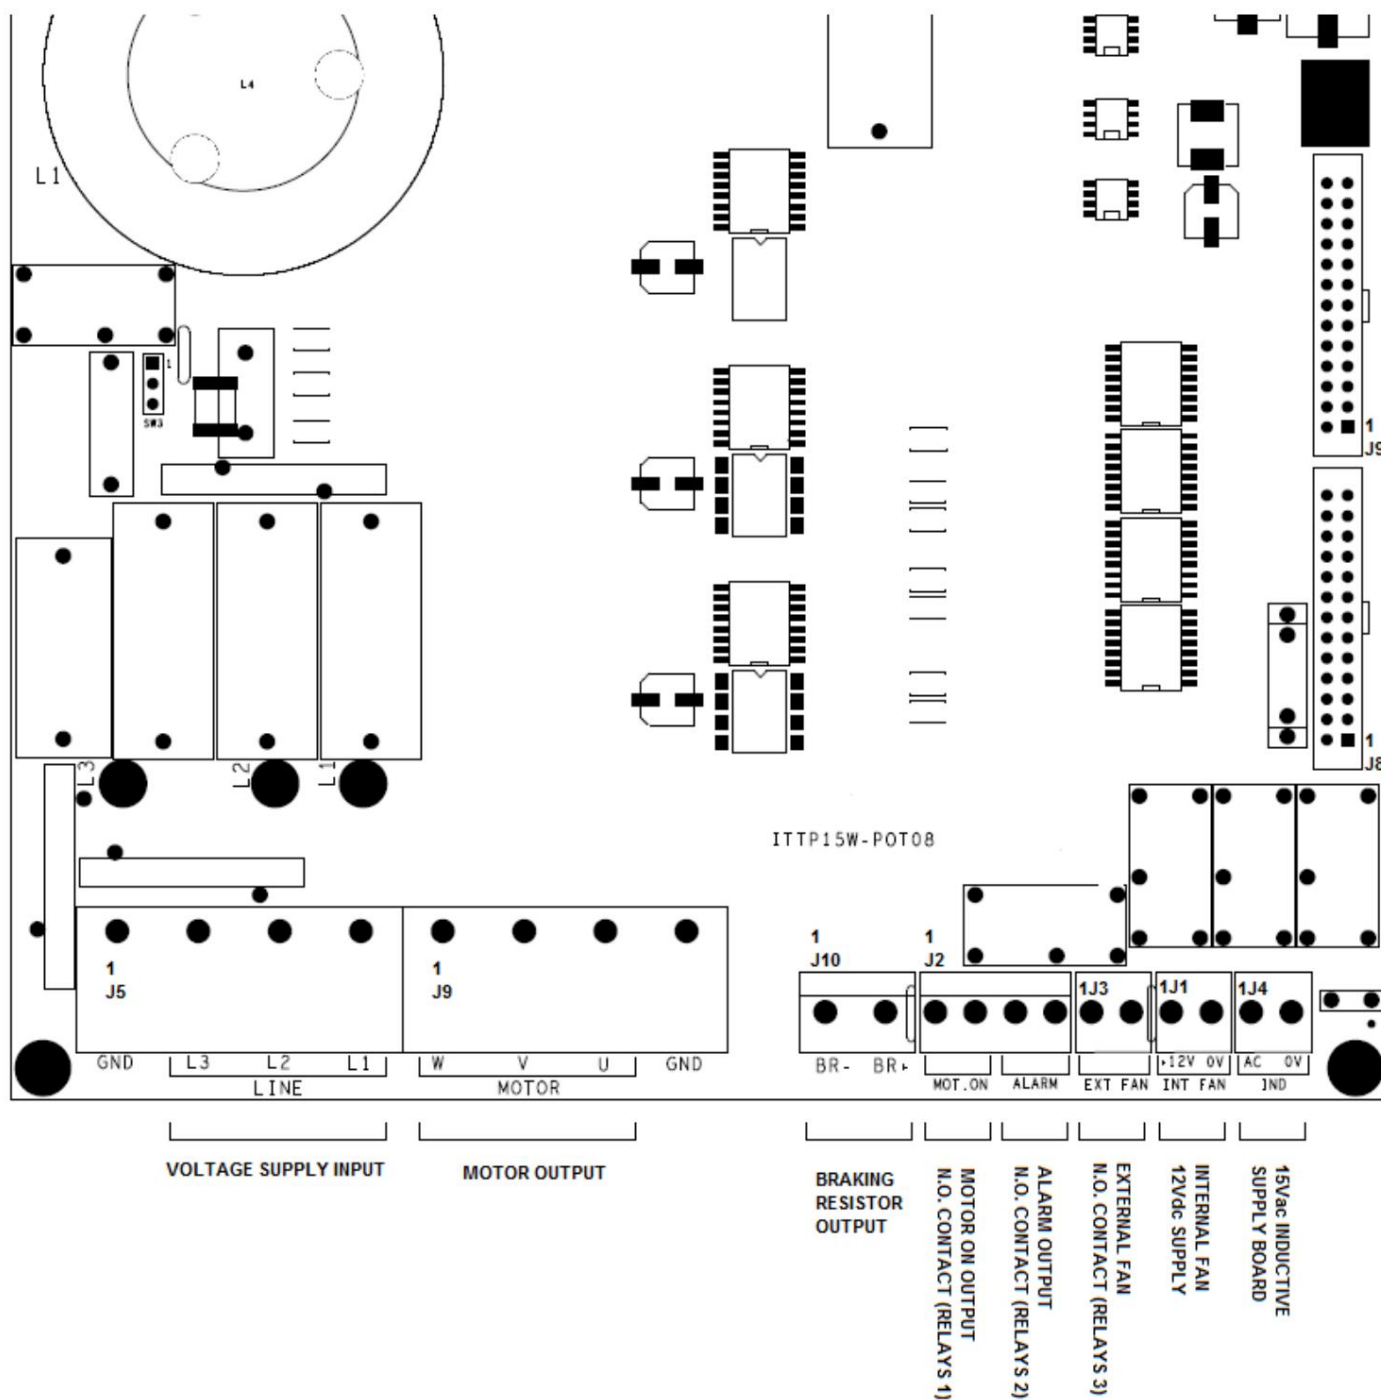 L4
L1
1
SW3
1
J9
1
J8
L3
L2
L1
ITTP15W-POT08
1
J5
1
J9
1
J10
1
J2
1J3
1J1
1J4
GND
L3
L2
L1
W
V
U
GND
BR-
BR+
+12V 0V
AC 0V
LINE
MOTOR
MOT.ON
ALARM
EXT FAN
INT FAN
IND
VOLTAGE SUPPLY INPUT
MOTOR OUTPUT
BRAKING
RESISTOR
OUTPUT
MOTOR ON OUTPUT
N.O. CONTACT (RELAYS 1)
ALARM OUTPUT
N.O. CONTACT (RELAYS 2)
EXTERNAL FAN
N.O. CONTACT (RELAYS 3)
INTERNAL FAN
12Vdc SUPPLY
15Vac INDUCTIVE
SUPPLY BOARD